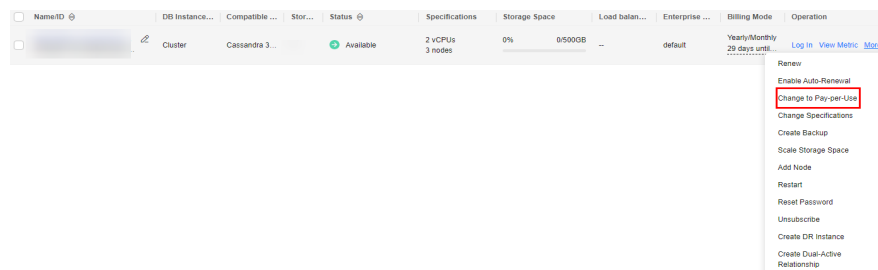 Name/ID DB Instance... Compatible ... Stor... Status Specifications Storage Space Load balan... Enterprise ... Billing Mode Operation
Cluster Cassandra 3... Available 2 vCPUs 0% 0/500GB -- default Yearly/Monthly Log In View Metric More
3 nodes 29 days until...
Renew
Enable Auto-Renewal
Change to Pay-per-Use
Change Specifications
Create Backup
Scale Storage Space
Add Node
Restart
Reset Password
Unsubscribe
Create DR Instance
Create Dual-Active
Relationship